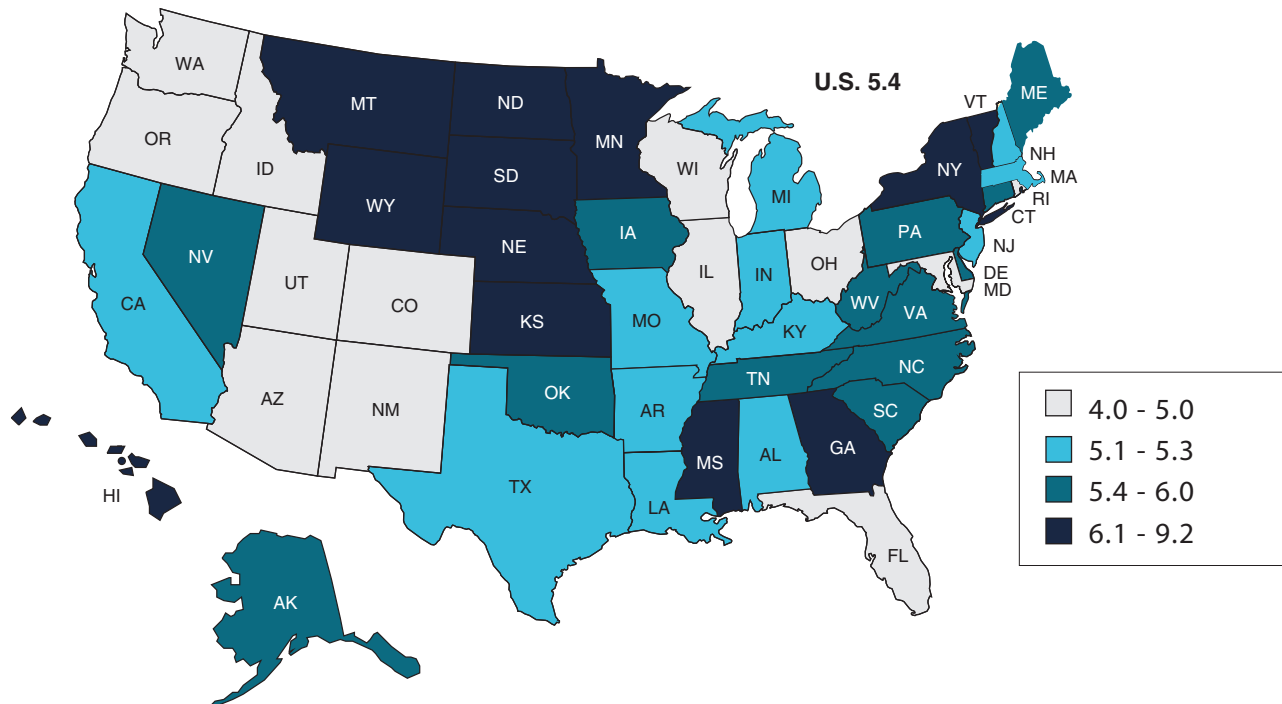 U.S. 5.4
WA
MT
ND
MN
VT
ME
OR
ID
WY
SD
WI
MI
NY
NH
MA
RI
CT
NV
UT
NE
IA
IL
IN
OH
PA
NJ
DE
MD
CA
CO
KS
MO
KY
WV
VA
AZ
NM
OK
AR
TN
NC
SC
TX
LA
MS
AL
GA
FL
HI
AK
4.0 - 5.0
5.1 - 5.3
5.4 - 6.0
6.1 - 9.2